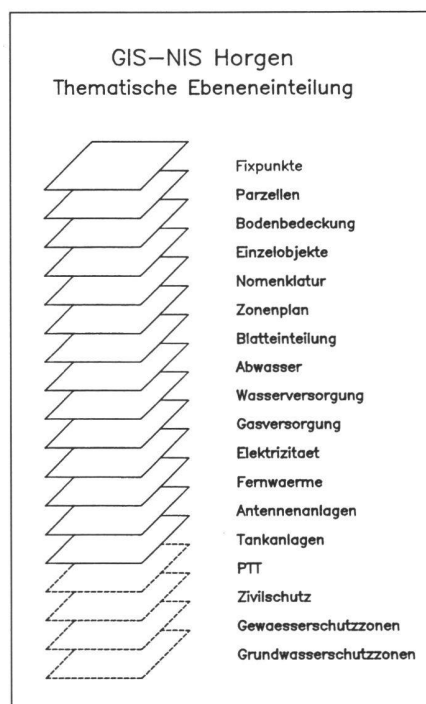 GIS–NIS Horgen
Thematische Ebeneneinteilung
Fixpunkte
Parzellen
Bodenbedeckung
Einzelobjekte
Nomenklatur
Zonenplan
Blatteinteilung
Abwasser
Wasserversorgung
Gasversorgung
Elektrizitaet
Fernwaerme
Antennenanlagen
Tankanlagen
PTT
Zivilschutz
Gewaesserschutzzonen
Grundwasserschutzzonen